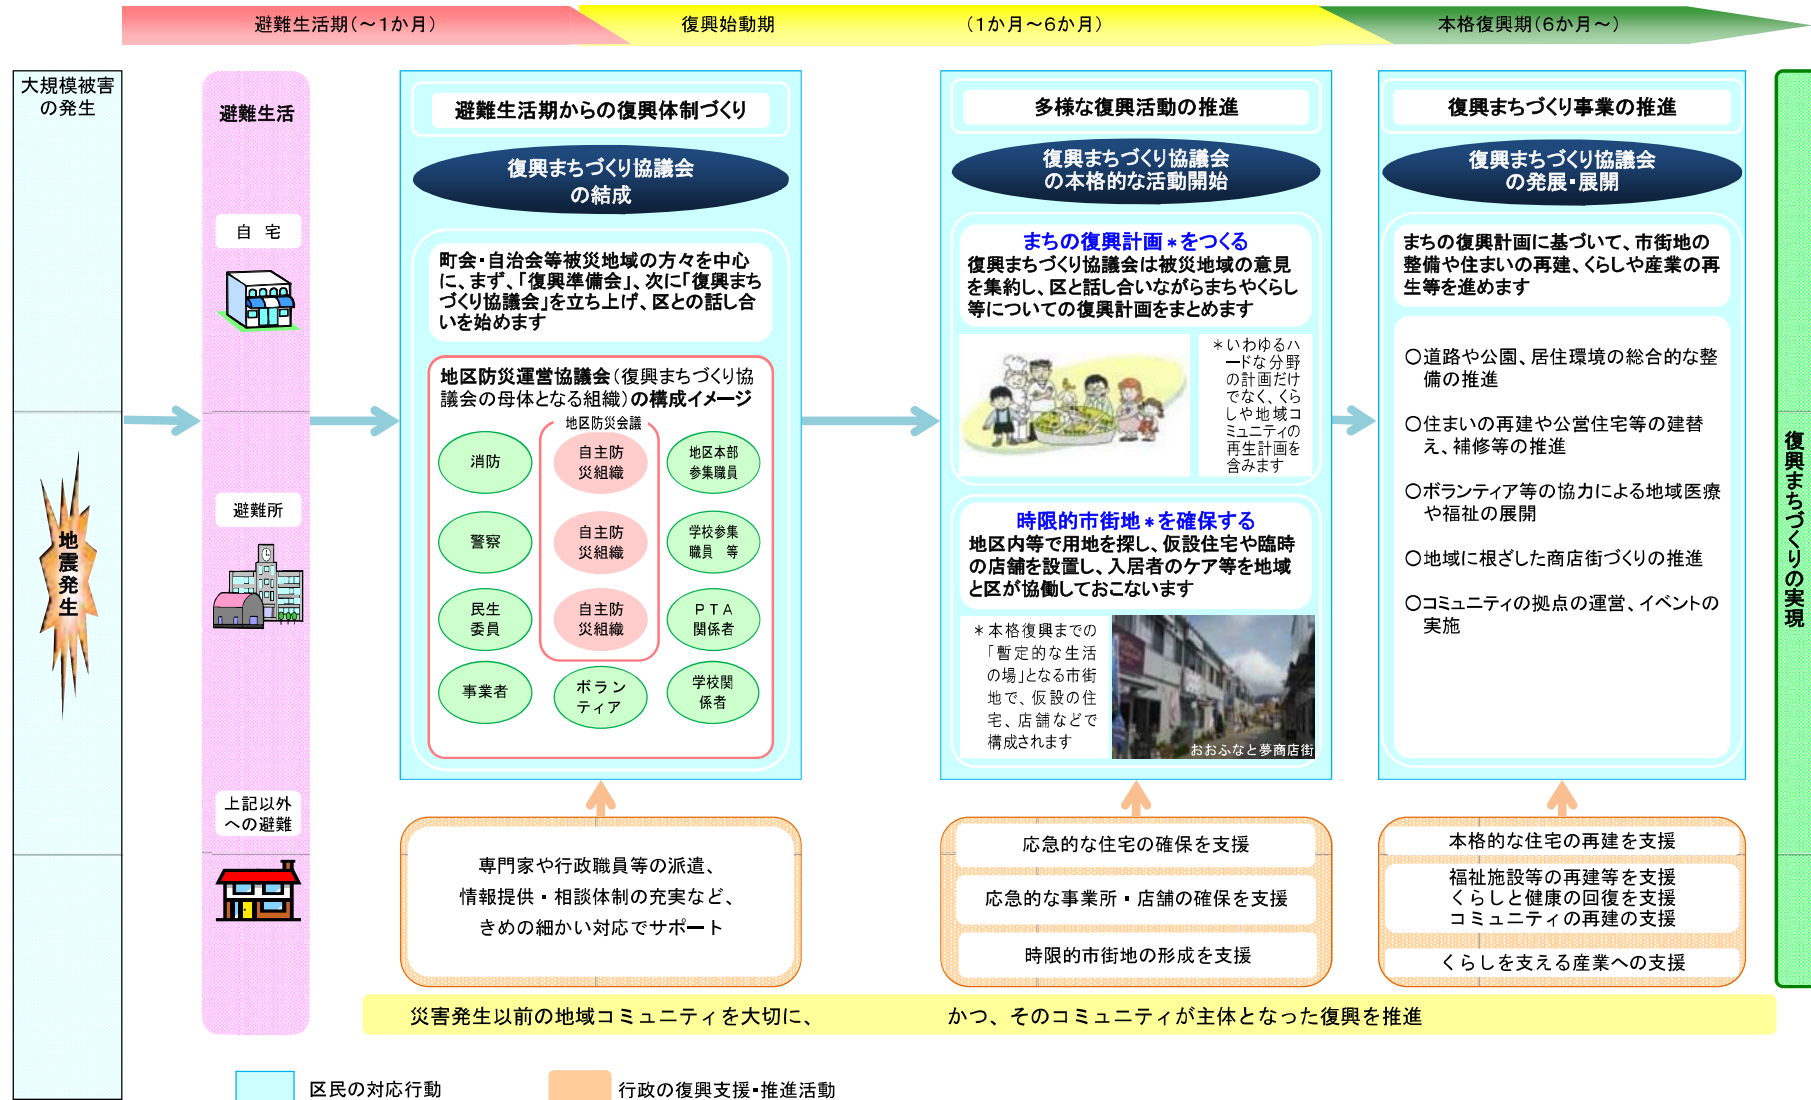 避難生活期(～1か月)
復興始動期
(1か月～6か月)
本格復興期(6か月～)
大規模被害
の発生
地震発生
避難生活
自 宅
避難所
上記以外
への避難
避難生活期からの復興体制づくり
復興まちづくり協議会
の結成
町会・自治会等被災地域の方々を中心
に、まず、「復興準備会」、次に「復興まち
づくり協議会」を立ち上げ、区との話し合
いを始めます
地区防災運営協議会(復興まちづくり協
議会の母体となる組織)の構成イメージ
地区防災会議
消防
自主防
災組織
地区本部
参集職員
警察
自主防
災組織
学校参集
職員 等
民生
委員
自主防
災組織
PTA
関係者
事業者
ボラン
ティア
学校関
係者
専門家や行政職員等の派遣、
情報提供・相談体制の充実など、
きめの細かい対応でサポート
多様な復興活動の推進
復興まちづくり協議会
の本格的な活動開始
まちの復興計画＊をつくる
復興まちづくり協議会は被災地域の意見
を集約し、区と話し合いながらまちやくらし
等についての復興計画をまとめます
＊いわゆるハ
ードな分野
の計画だけ
でなく、くら
しや地域コ
ミュニティの
再生計画を
含みます
時限的市街地＊を確保する
地区内等で用地を探し、仮設住宅や臨時
の店舗を設置し、入居者のケア等を地域
と区が協働しておこないます
＊本格復興までの
「暫定的な生活
の場」となる市街
地で、仮設の住
宅、店舗などで
構成されます
おおふなと夢商店街
応急的な住宅の確保を支援
応急的な事業所・店舗の確保を支援
時限的市街地の形成を支援
復興まちづくり事業の推進
復興まちづくり協議会
の発展・展開
まちの復興計画に基づいて、市街地の
整備や住まいの再建、くらしや産業の再
生等を進めます
○道路や公園、居住環境の総合的な整
備の推進
○住まいの再建や公営住宅等の建替
え、補修等の推進
○ボランティア等の協力による地域医療
や福祉の展開
○地域に根ざした商店街づくりの推進
○コミュニティの拠点の運営、イベントの
実施
本格的な住宅の再建を支援
福祉施設等の再建等を支援
くらしと健康の回復を支援
コミュニティの再建の支援
くらしを支える産業への支援
復興まちづくりの実現
災害発生以前の地域コミュニティを大切に、
かつ、そのコミュニティが主体となった復興を推進
区民の対応行動
行政の復興支援・推進活動